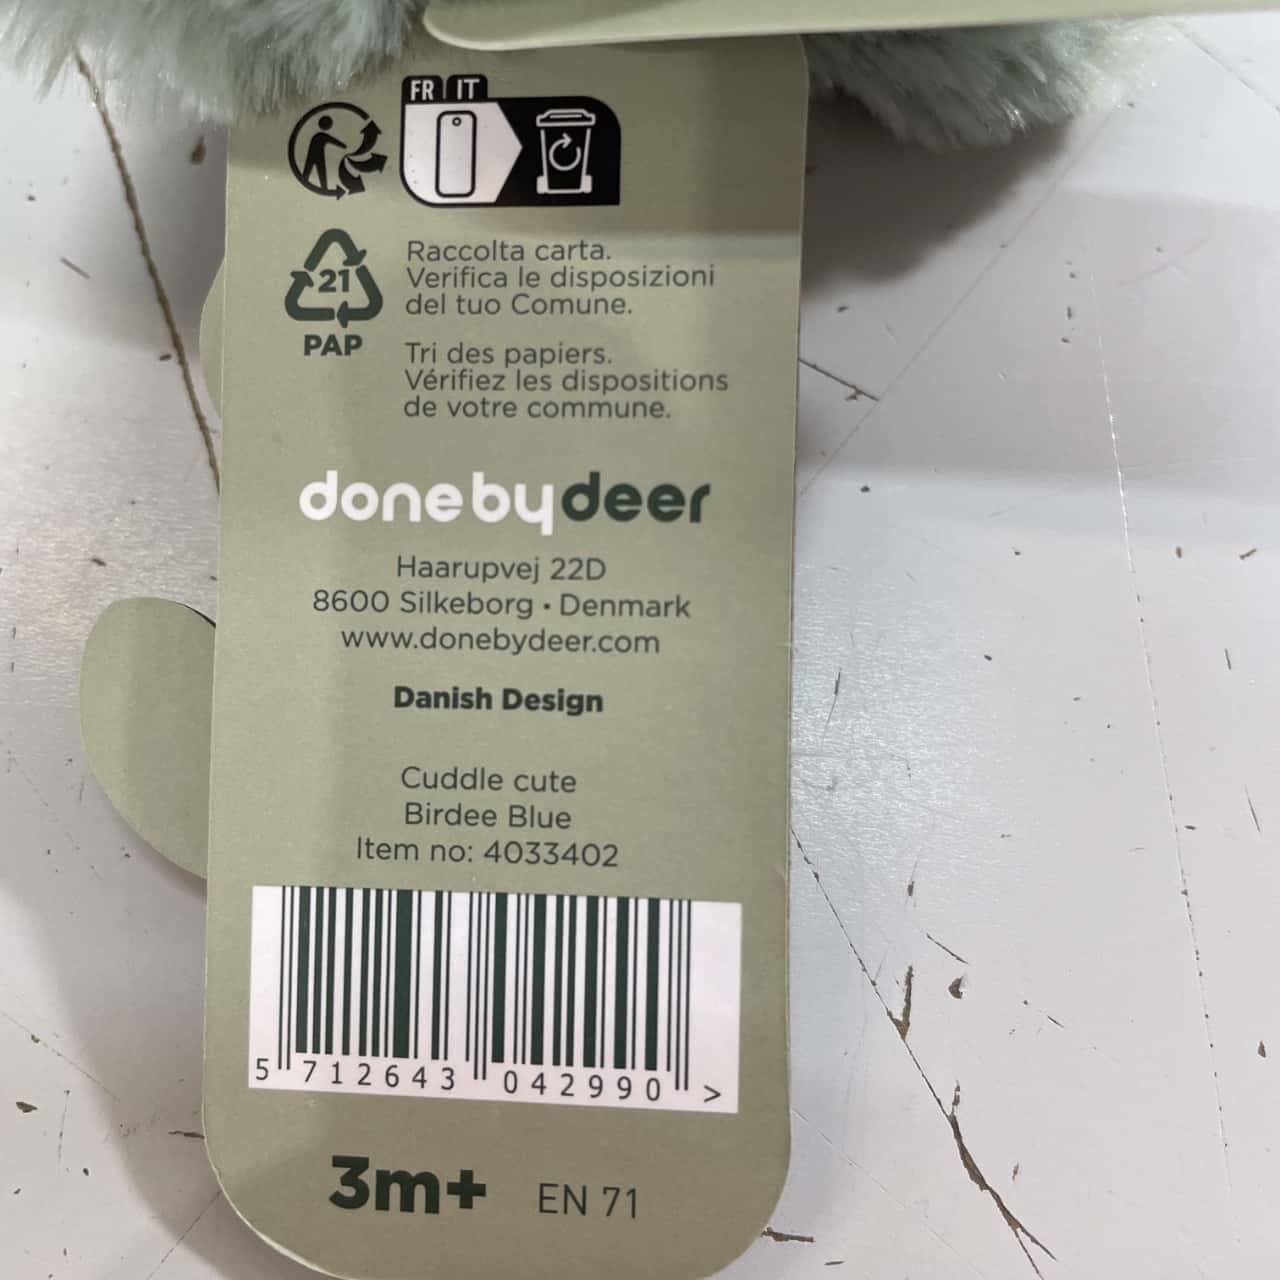 FR IT
21
PAP
Raccolta carta.
Verifica le disposizioni
del tuo Comune.
Tri des papiers.
Vérifiez les dispositions
de votre commune.
donebydeer
Haarupvej 22D
8600 Silkeborg • Denmark
www.donebydeer.com
Danish Design
Cuddle cute
Birdee Blue
Item no: 4033402
5 712643 042990 >
3m+ EN 71